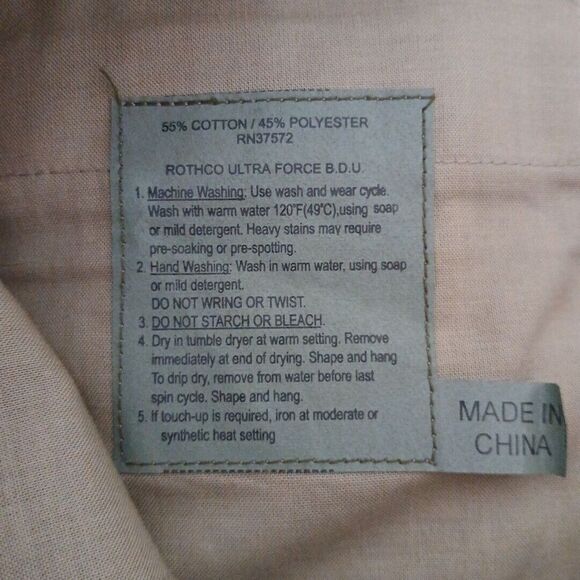 55% COTTON / 45% POLYESTER
RN37572
ROTHCO ULTRA FORCE B.D.U.
1. Machine Washing: Use wash and wear cycle.
Wash with warm water 120°F(49°C),using soap
or mild detergent. Heavy stains may require
pre-soaking or pre-spotting.
2. Hand Washing: Wash in warm water, using soap
or mild detergent.
DO NOT WRING OR TWIST.
3. DO NOT STARCH OR BLEACH.
4. Dry in tumble dryer at warm setting. Remove
immediately at end of drying. Shape and hang
To drip dry, remove from water before last
spin cycle. Shape and hang.
5. If touch-up is required, iron at moderate or
synthetic heat setting
MADE IN
CHINA